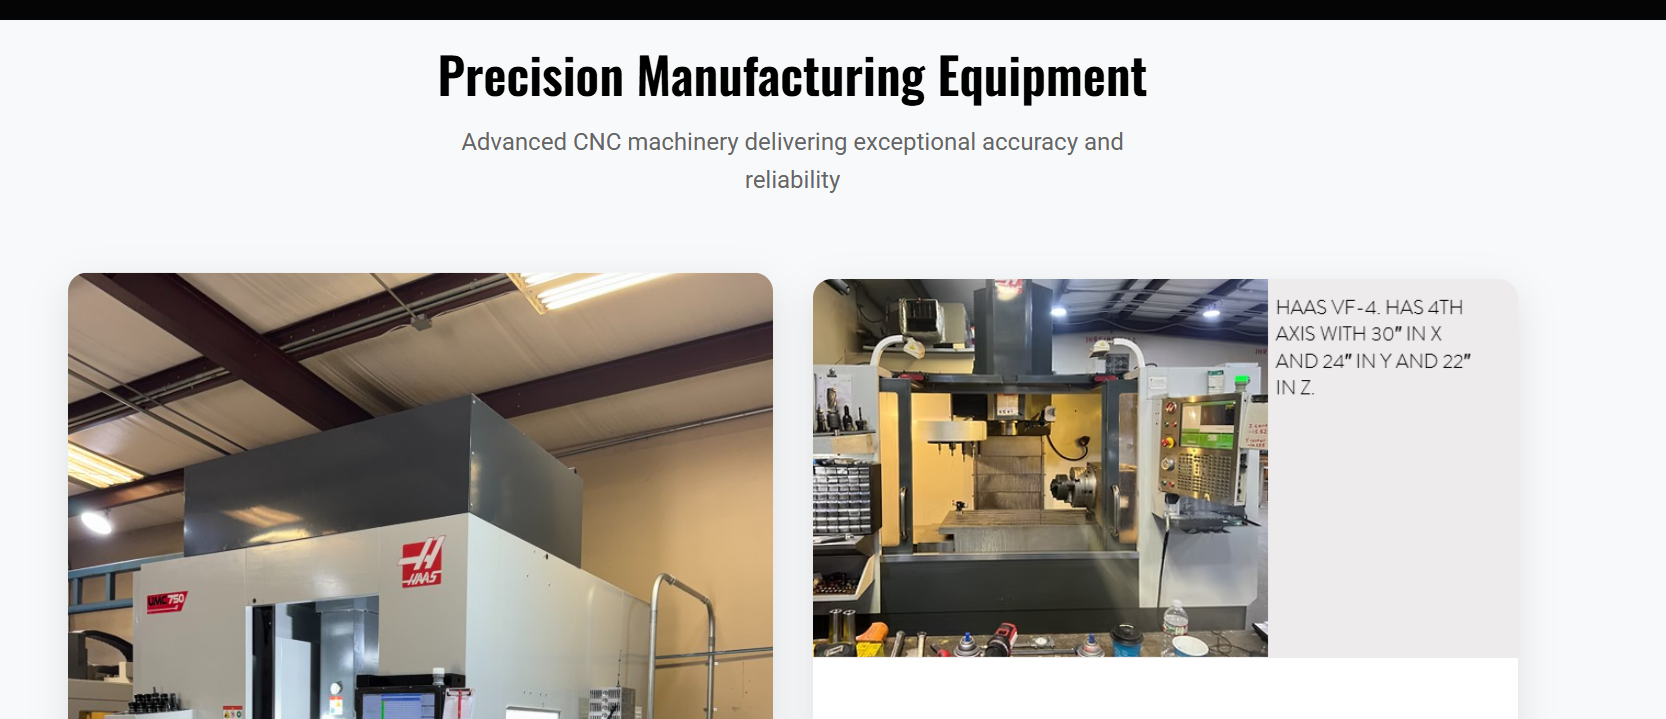 Precision Manufacturing Equipment
Advanced CNC machinery delivering exceptional accuracy and
reliability
HAAS
UMC 750
HAAS VF-4. HAS 4TH
AXIS WITH 30″ IN X
AND 24″ IN Y AND 22″
IN Z.